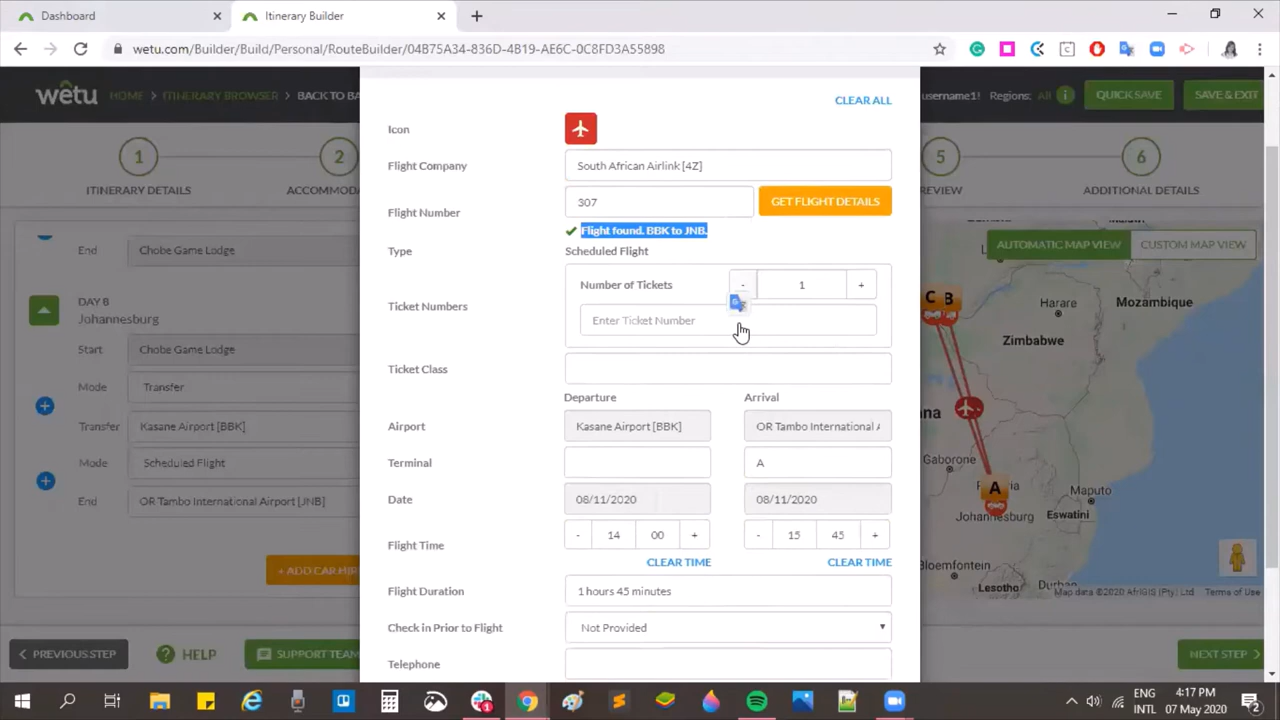 Dashboard
Itinerary Builder
wetu.com/Builder/Build/Personal/RouteBuilder/04B75A34-836D-4B19-AE6C-0C8FD3A55898
wetu HOME ITINERARY BROWSER BACK TO BA
username1! Regions: All QUICK SAVE SAVE & EXIT
CLEAR ALL
Icon
Flight Company South African Airlink [4Z]
Flight Number 307 GET FLIGHT DETAILS
Flight found. BBK to JNB.
Type Scheduled Flight
Ticket Numbers
Number of Tickets - 1 +
Enter Ticket Number
Ticket Class
Departure Arrival
Airport Kasane Airport [BBK] OR Tambo International A
Terminal A
Date 08/11/2020 08/11/2020
Flight Time - 14 00 + - 15 45 +
CLEAR TIME CLEAR TIME
Flight Duration 1 hours 45 minutes
Check in Prior to Flight Not Provided
Telephone
1 2 5 6
ITINERARY DETAILS ACCOMMODA REVIEW ADDITIONAL DETAILS
End Chobe Game Lodge
DAY 8
Johannesburg
Start Chobe Game Lodge
Mode Transfer
Transfer Kasane Airport [BBK]
Mode Scheduled Flight
End OR Tambo International Airport [JNB]
+ ADD CAR HIR
PREVIOUS STEP HELP SUPPORT TEAM NEXT STEP
AUTOMATIC MAP VIEW CUSTOM MAP VIEW
Harare
Mozambique
C B
Zimbabwe
ana
Gaborone
A
Maputo
Johannesburg Eswatini
Bloemfontein
Lesotho Durban
Map data ©2020 AfriGIS (Pty) Ltd Terms of Use
ENG
INTL
4:17 PM
07 May 2020
1
2